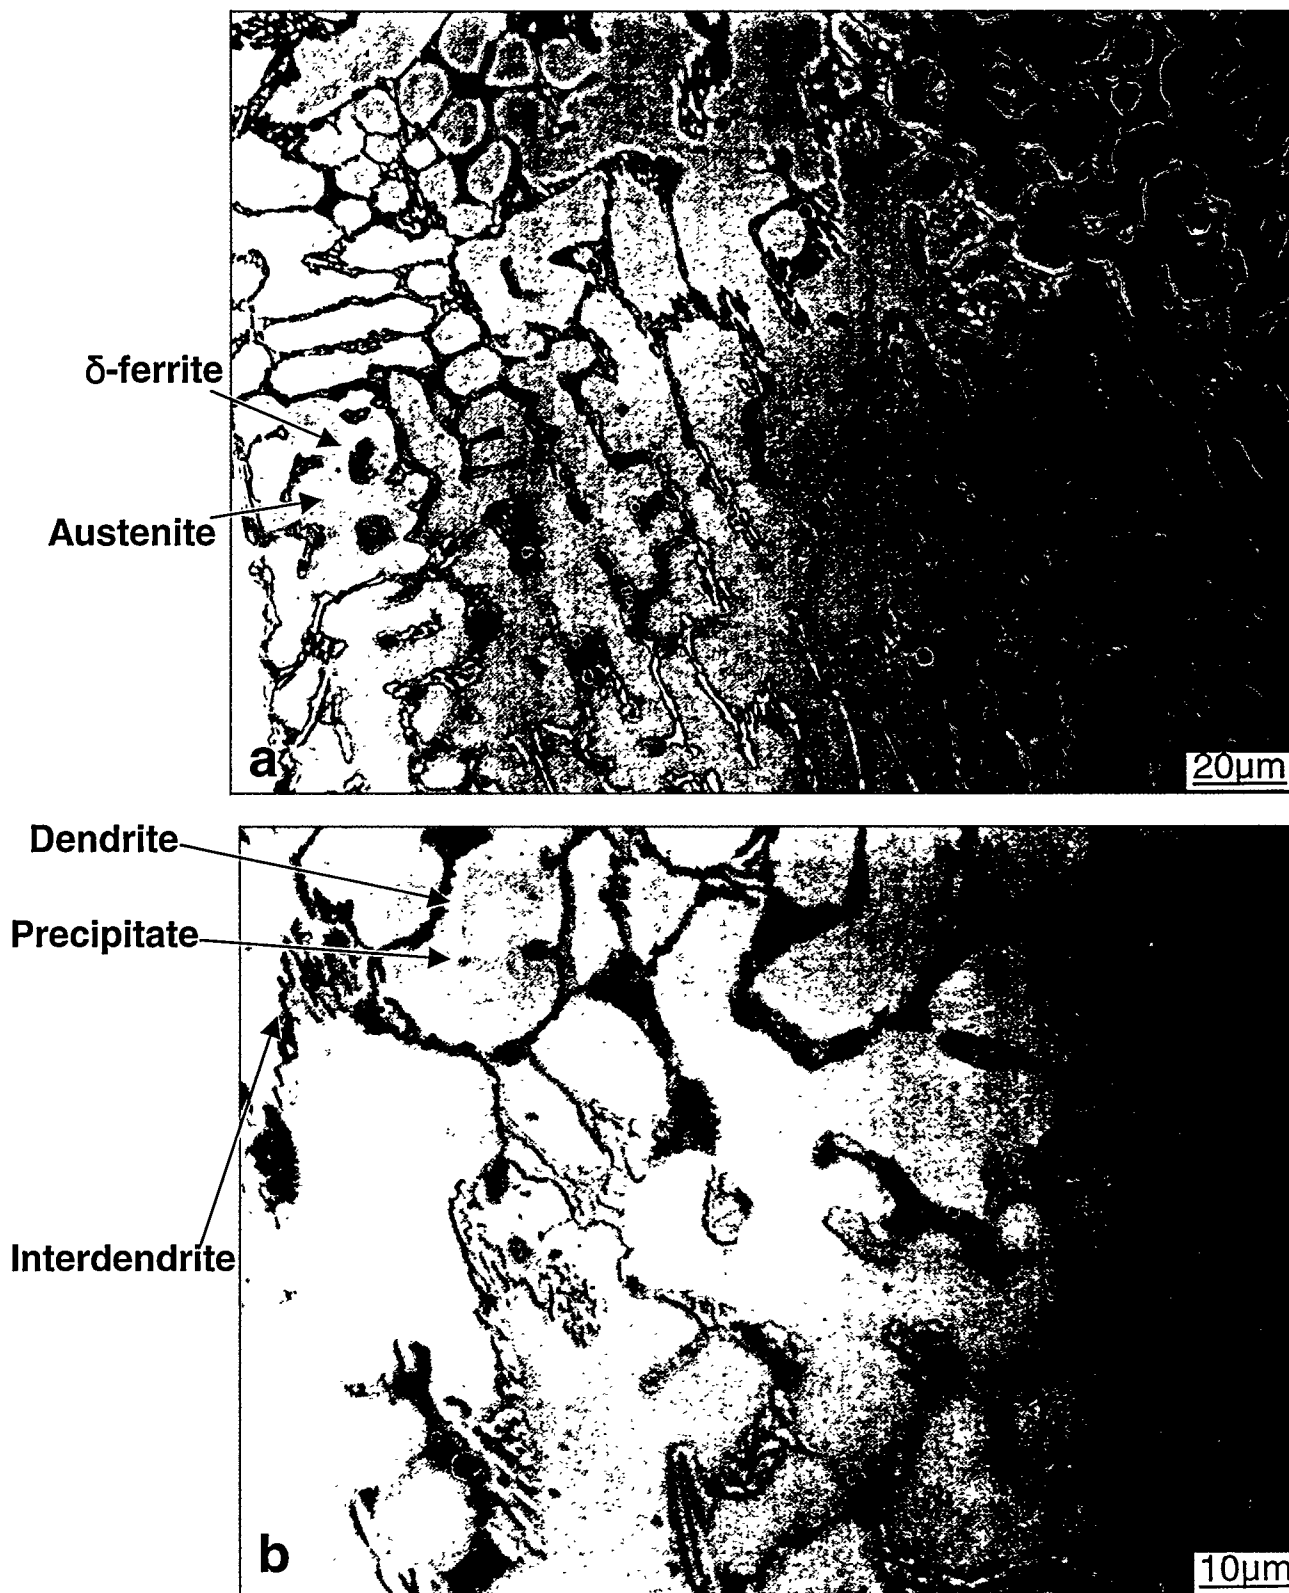 δ-ferrite
Austenite
a
20μm
Dendrite
Precipitate
Interdendrite
b
10μm